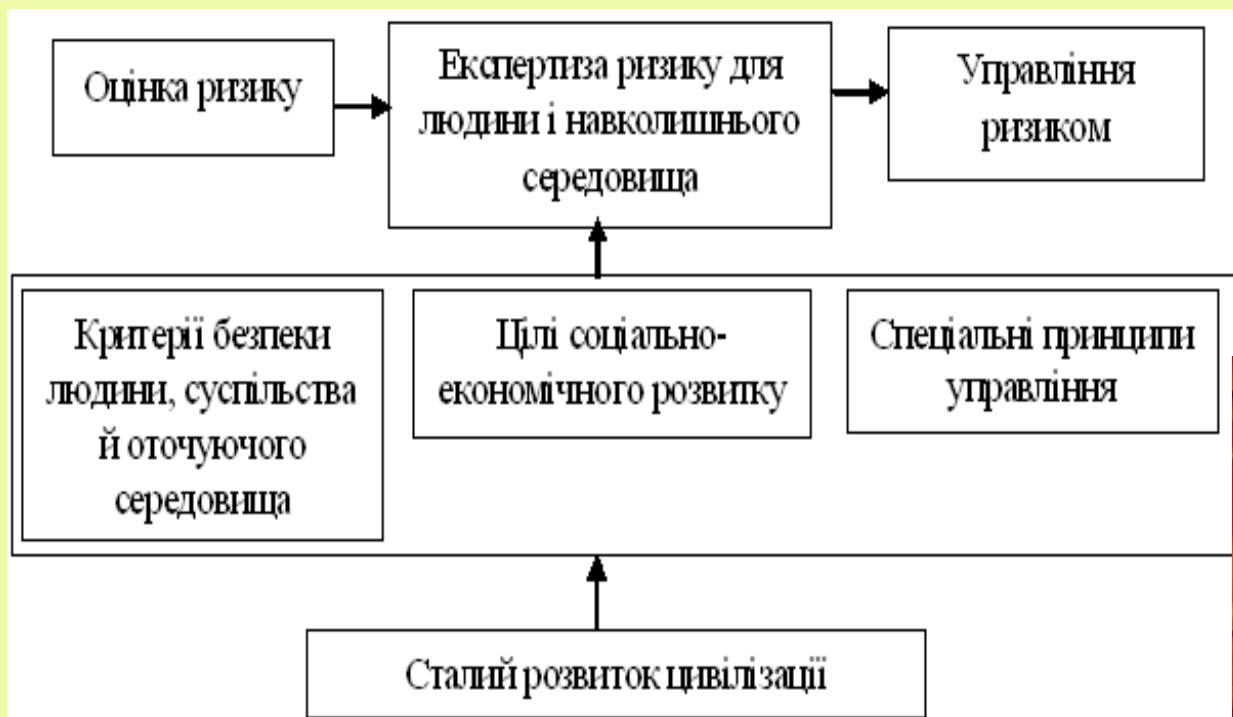 Оцінка ризику
Експертиза ризику для
людини і навколишнього
середовища
Управління
ризиком
Критерії безпеки
людини, суспільства
й оточуючого
середовища
Цілі соціально-
економічного розвитку
Спеціальні принципи
управління
Сталий розвиток цивілізації